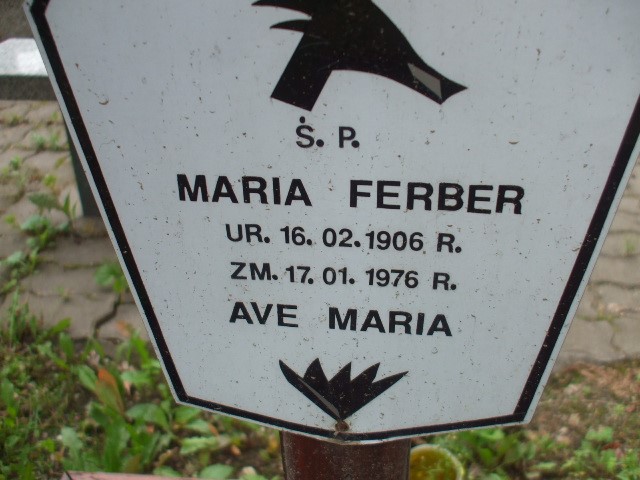 Ś. P.
MARIA FERBER
UR. 16. 02. 1906 R.
ZM. 17. 01. 1976 R.
AVE MARIA